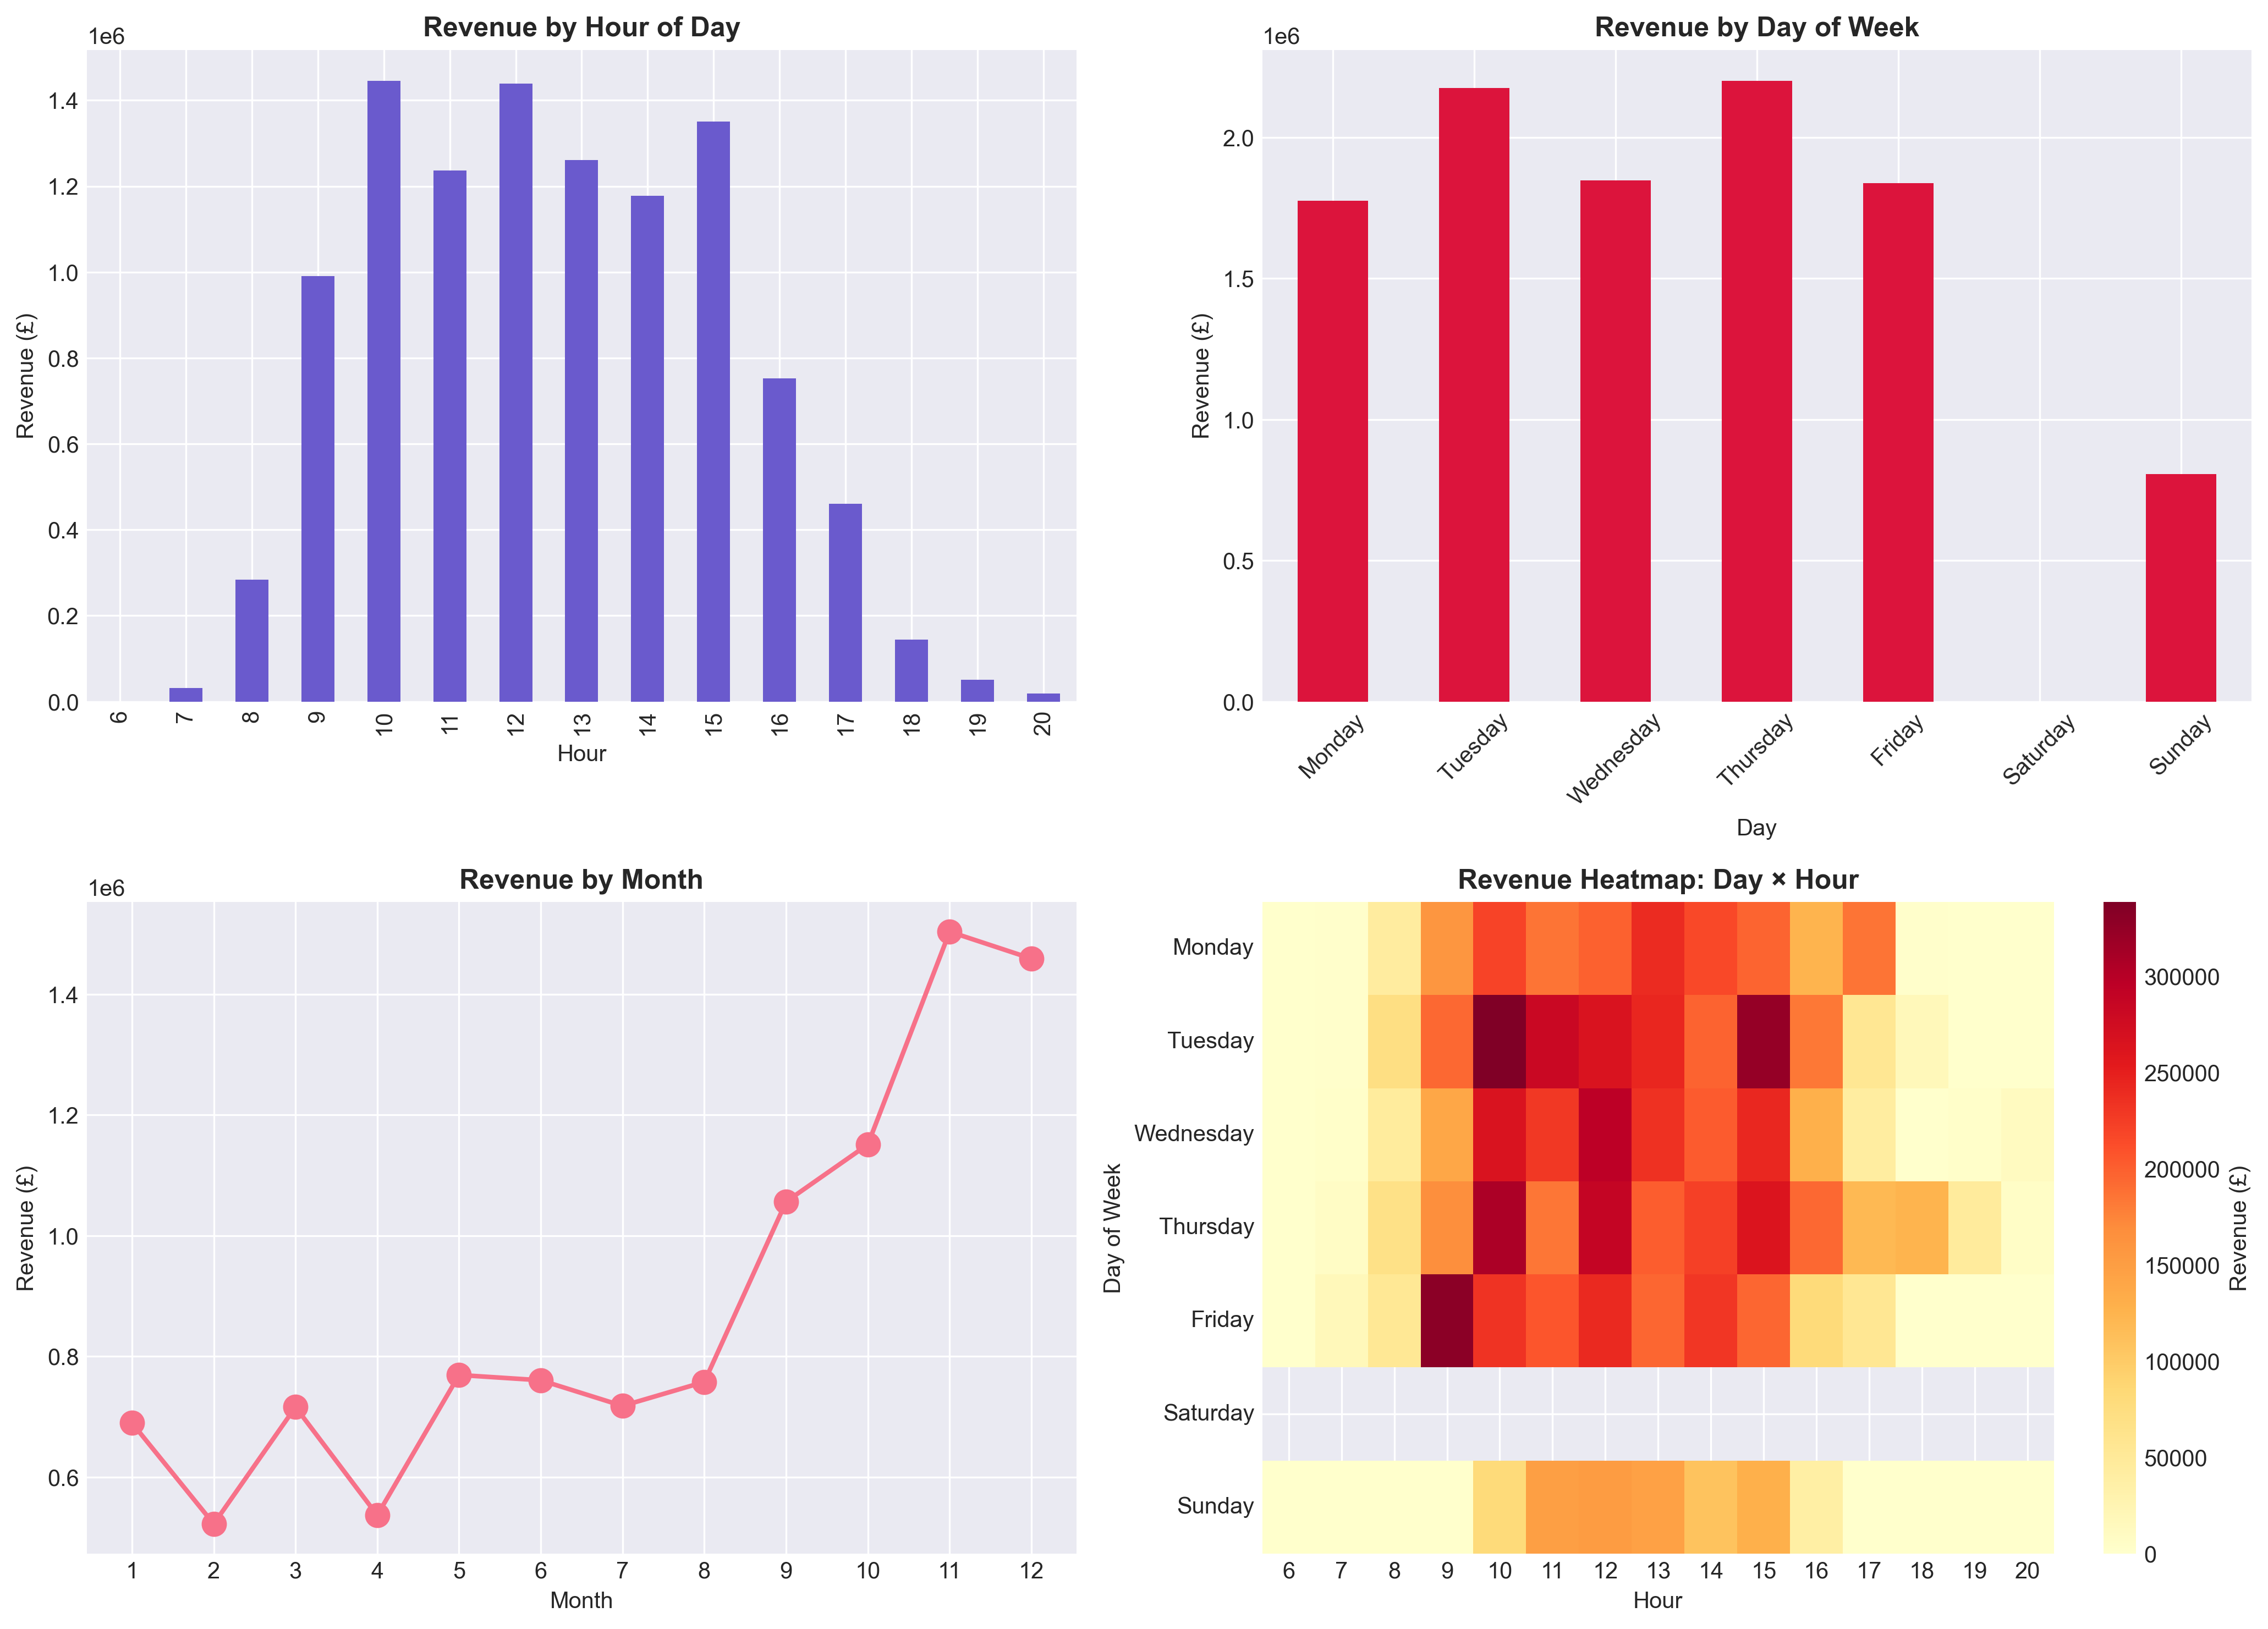 Revenue by Hour of Day
1e6
Revenue (£)
1.4
1.2
1.0
0.8
0.6
0.4
0.2
0.0
6 7 8 9 10 11 12 13 14 15 16 17 18 19 20
Hour
Revenue by Day of Week
1e6
Revenue (£)
2.0
1.5
1.0
0.5
0.0
Monday Tuesday Wednesday Thursday Friday Saturday Sunday
Day
Revenue by Month
1e6
Revenue (£)
1.4
1.2
1.0
0.8
0.6
1 2 3 4 5 6 7 8 9 10 11 12
Month
Revenue Heatmap: Day × Hour
Day of Week
Monday
Tuesday
Wednesday
Thursday
Friday
Saturday
Sunday
6 7 8 9 10 11 12 13 14 15 16 17 18 19 20
Hour
300000
250000
200000
150000
100000
50000
0
Revenue (£)